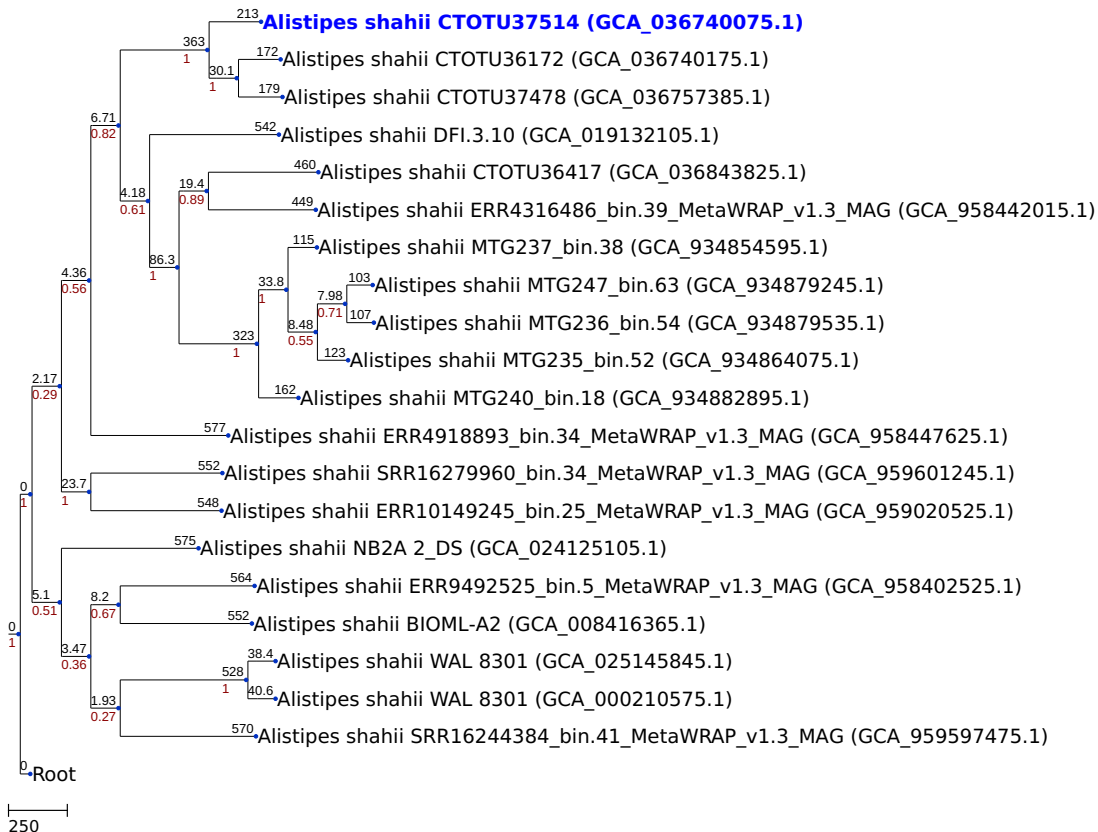 213
Alistipes shahii CTOTU37514 (GCA_036740075.1)
363
1
172
Alistipes shahii CTOTU36172 (GCA_036740175.1)
30.1
1
179
Alistipes shahii CTOTU37478 (GCA_036757385.1)
6.71
0.82
542
Alistipes shahii DFI.3.10 (GCA_019132105.1)
460
Alistipes shahii CTOTU36417 (GCA_036843825.1)
19.4
0.89
4.18
0.61
449
Alistipes shahii ERR4316486_bin.39_MetaWRAP_v1.3_MAG (GCA_958442015.1)
115
Alistipes shahii MTG237_bin.38 (GCA_934854595.1)
86.3
1
4.36
0.56
103
Alistipes shahii MTG247_bin.63 (GCA_934879245.1)
33.8
1
7.98
0.71
107
Alistipes shahii MTG236_bin.54 (GCA_934879535.1)
8.48
0.55
323
1
123
Alistipes shahii MTG235_bin.52 (GCA_934864075.1)
2.17
0.29
162
Alistipes shahii MTG240_bin.18 (GCA_934882895.1)
577
Alistipes shahii ERR4918893_bin.34_MetaWRAP_v1.3_MAG (GCA_958447625.1)
552
Alistipes shahii SRR16279960_bin.34_MetaWRAP_v1.3_MAG (GCA_959601245.1)
0
1
23.7
1
548
Alistipes shahii ERR10149245_bin.25_MetaWRAP_v1.3_MAG (GCA_959020525.1)
575
Alistipes shahii NB2A 2_DS (GCA_024125105.1)
564
Alistipes shahii ERR9492525_bin.5_MetaWRAP_v1.3_MAG (GCA_958402525.1)
5.1
0.51
8.2
0.67
552
Alistipes shahii BIOML-A2 (GCA_008416365.1)
0
1
3.47
0.36
38.4
Alistipes shahii WAL 8301 (GCA_025145845.1)
528
1
40.6
Alistipes shahii WAL 8301 (GCA_000210575.1)
1.93
0.27
570
Alistipes shahii SRR16244384_bin.41_MetaWRAP_v1.3_MAG (GCA_959597475.1)
0
Root
250